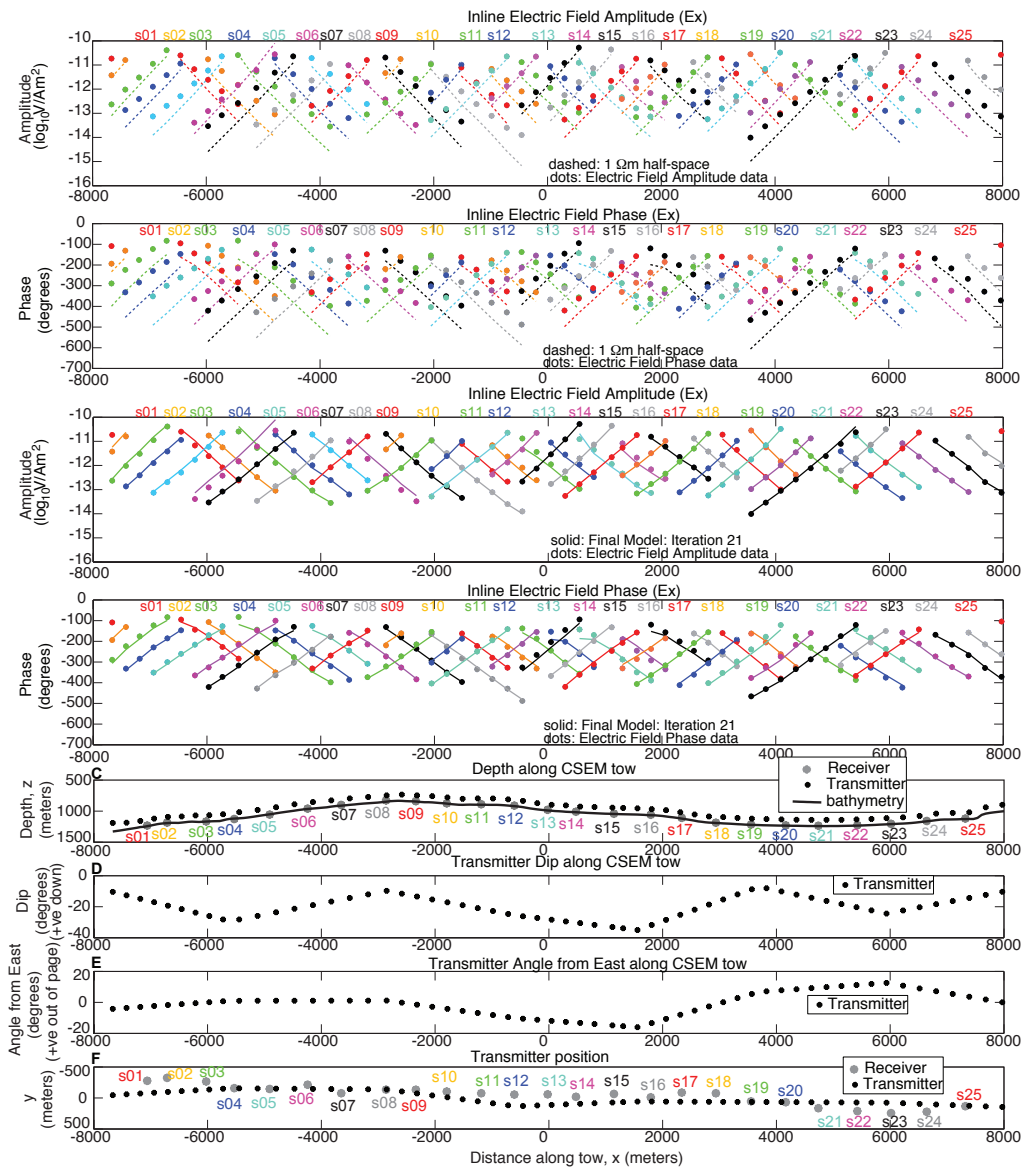 Inline Electric Field Amplitude (Ex)
s01 s02 s03 s04 s05 s06 s07 s08 s09 s10 s11 s12 s13 s14 s15 s16 s17 s18 s19 s20 s21 s22 s23 s24 s25
Amplitude
(log10V/Am2)
-10
-11
-12
-13
-14
-15
-16
dashed: 1 Ωm half-space
dots: Electric Field Amplitude data
-8000 -6000 -4000 -2000 0 2000 4000 6000 8000
Inline Electric Field Phase (Ex)
s01 s02 s03 s04 s05 s06 s07 s08 s09 s10 s11 s12 s13 s14 s15 s16 s17 s18 s19 s20 s21 s22 s23 s24 s25
Phase
(degrees)
0
-100
-200
-300
-400
-500
-600
-700
dashed: 1 Ωm half-space
dots: Electric Field Phase data
-8000 -6000 -4000 -2000 0 2000 4000 6000 8000
Inline Electric Field Amplitude (Ex)
s01 s02 s03 s04 s05 s06 s07 s08 s09 s10 s11 s12 s13 s14 s15 s16 s17 s18 s19 s20 s21 s22 s23 s24 s25
Amplitude
(log10V/Am2)
-10
-11
-12
-13
-14
-15
-16
solid: Final Model: Iteration 21
dots: Electric Field Amplitude data
-8000 -6000 -4000 -2000 0 2000 4000 6000 8000
Inline Electric Field Phase (Ex)
s01 s02 s03 s04 s05 s06 s07 s08 s09 s10 s11 s12 s13 s14 s15 s16 s17 s18 s19 s20 s21 s22 s23 s24 s25
Phase
(degrees)
0
-100
-200
-300
-400
-500
-600
-700
solid: Final Model: Iteration 21
dots: Electric Field Phase data
-8000 -6000 -4000 -2000 0 2000 4000 6000 8000
C
Depth along CSEM tow
Receiver
Transmitter
bathymetry
Depth, z
(meters)
500
1000
1500
s01 s02 s03 s04 s05 s06 s07 s08 s09 s10 s11 s12 s13 s14 s15 s16 s17 s18 s19 s20 s21 s22 s23 s24 s25
-8000 -6000 -4000 -2000 0 2000 4000 6000 8000
D
Transmitter Dip along CSEM tow
Transmitter
Dip
(degrees)
(+ve down)
0
-20
-40
-8000 -6000 -4000 -2000 0 2000 4000 6000 8000
E
Transmitter Angle from East along CSEM tow
Transmitter
Angle from East
(degrees)
(+ve out of page)
20
0
-20
-8000 -6000 -4000 -2000 0 2000 4000 6000 8000
F
Transmitter position
Receiver
Transmitter
y
(meters)
-500
0
500
s01 s02 s03 s04 s05 s06 s07 s08 s09 s10 s11 s12 s13 s14 s15 s16 s17 s18 s19 s20 s21 s22 s23 s24 s25
-8000 -6000 -4000 -2000 0 2000 4000 6000 8000
Distance along tow, x (meters)